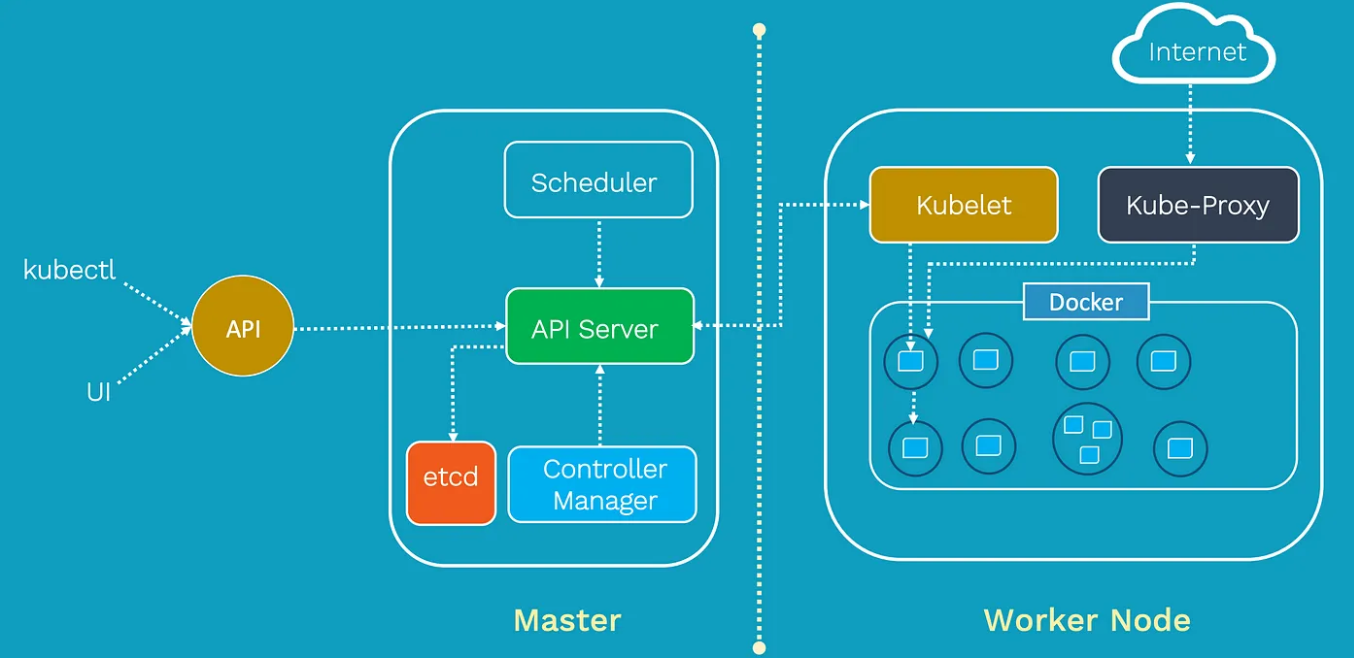 Internet
Scheduler
Kubelet
Kube-Proxy
kubectl
API
API Server
Docker
UI
etcd
Controller
Manager
Master
Worker Node